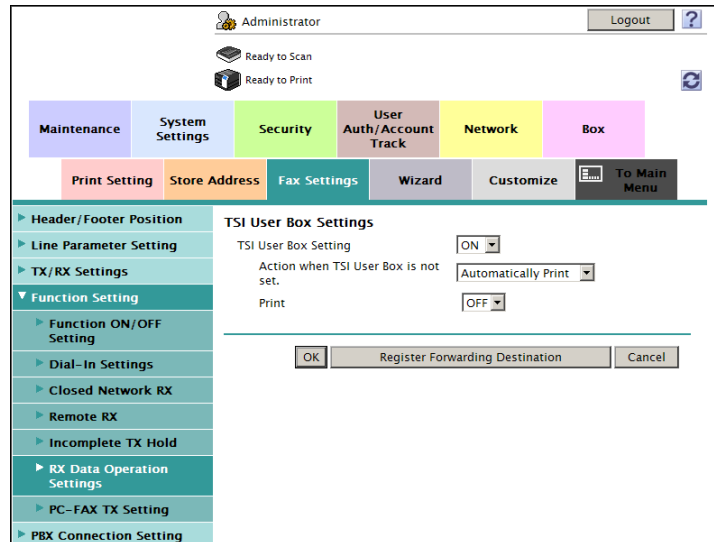 Administrator
Logout
?
Ready to Scan
Ready to Print
Maintenance
System
Settings
Security
User
Auth/Account
Track
Network
Box
Print Setting
Store Address
Fax Settings
Wizard
Customize
To Main
Menu
Header/Footer Position
Line Parameter Setting
TX/RX Settings
Function Setting
Function ON/OFF
Setting
Dial-In Settings
Closed Network RX
Remote RX
Incomplete TX Hold
RX Data Operation
Settings
PC-FAX TX Setting
PBX Connection Setting
TSI User Box Settings
TSI User Box Setting
ON
Action when TSI User Box is not
set.
Automatically Print
Print
OFF
OK
Register Forwarding Destination
Cancel